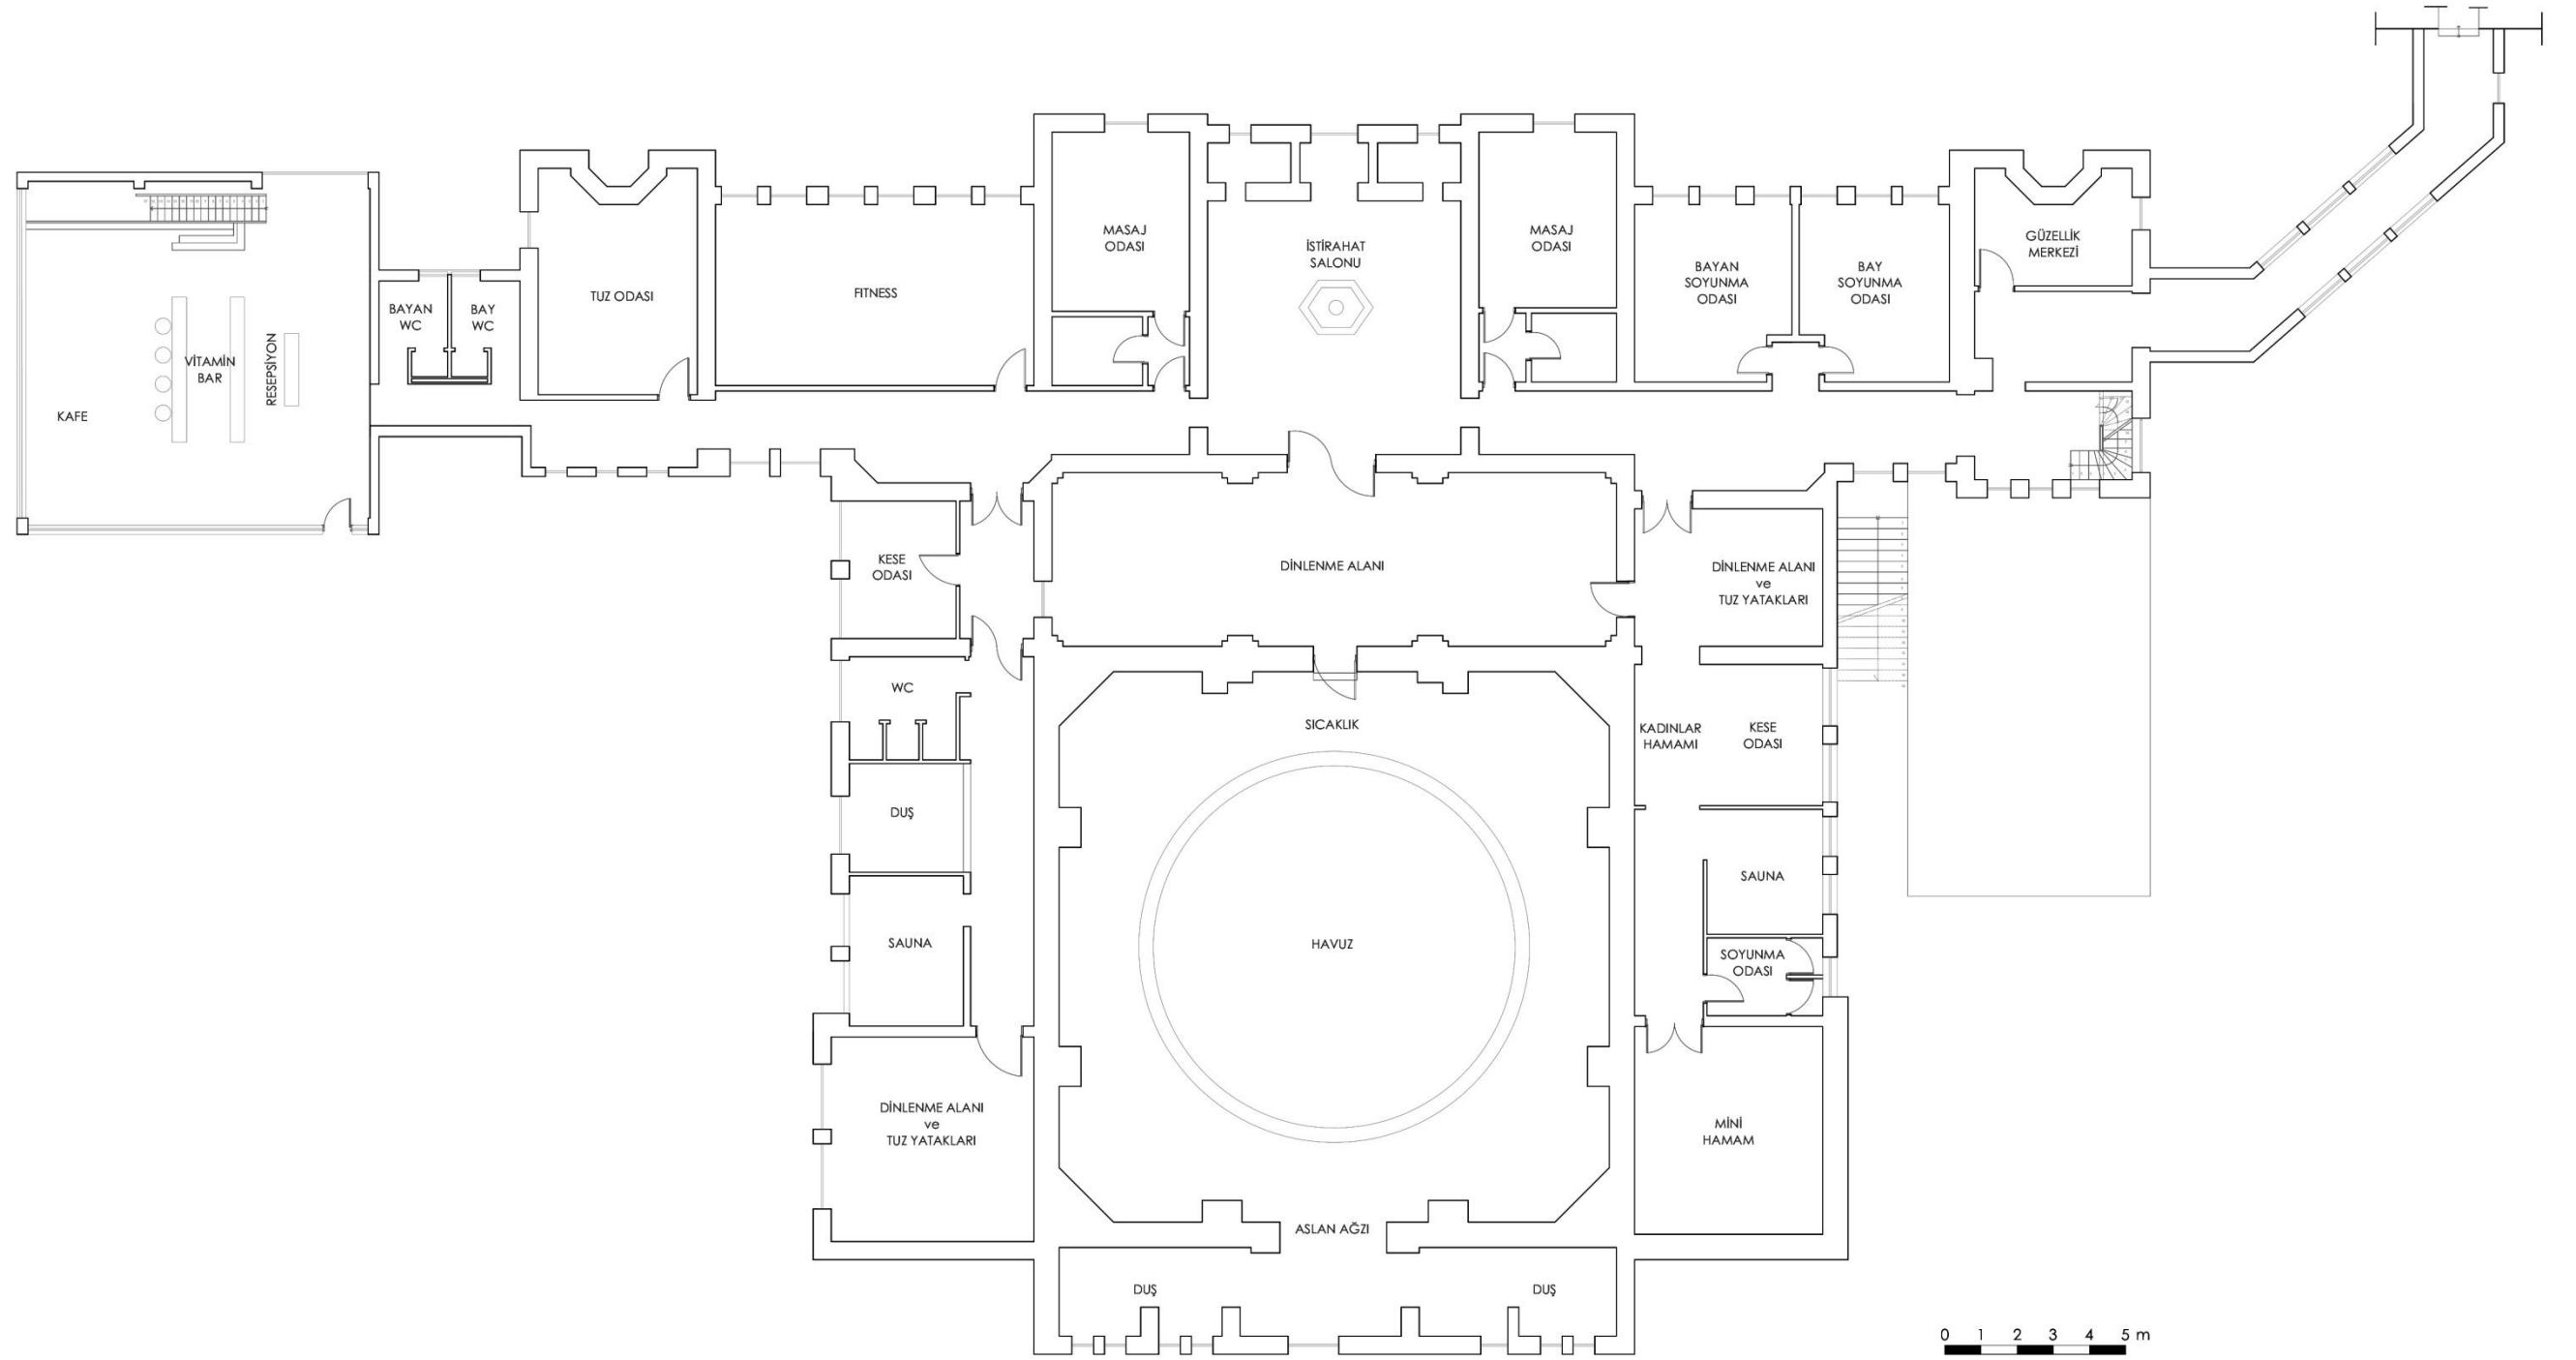 MASAJ
ODASI
İSTİRAHAT
SALONU
MASAJ
ODASI
GÜZELLİK
MERKEZİ
TUZ ODASI
FITNESS
BAYAN
SOYUNMA
ODASI
BAY
SOYUNMA
ODASI
BAYAN
WC
BAY
WC
VİTAMİN
BAR
RESEPSİYON
KAFE
KESE
ODASI
DİNLENME ALANI
DİNLENME ALANI
ve
TUZ YATAKLARI
WC
SICAKLIK
KADINLAR
HAMAMI
KESE
ODASI
DUŞ
SAUNA
SAUNA
HAVUZ
SOYUNMA
ODASI
DİNLENME ALANI
ve
TUZ YATAKLARI
MİNİ
HAMAM
ASLAN AĞZI
DUŞ
DUŞ
0 1 2 3 4 5 m